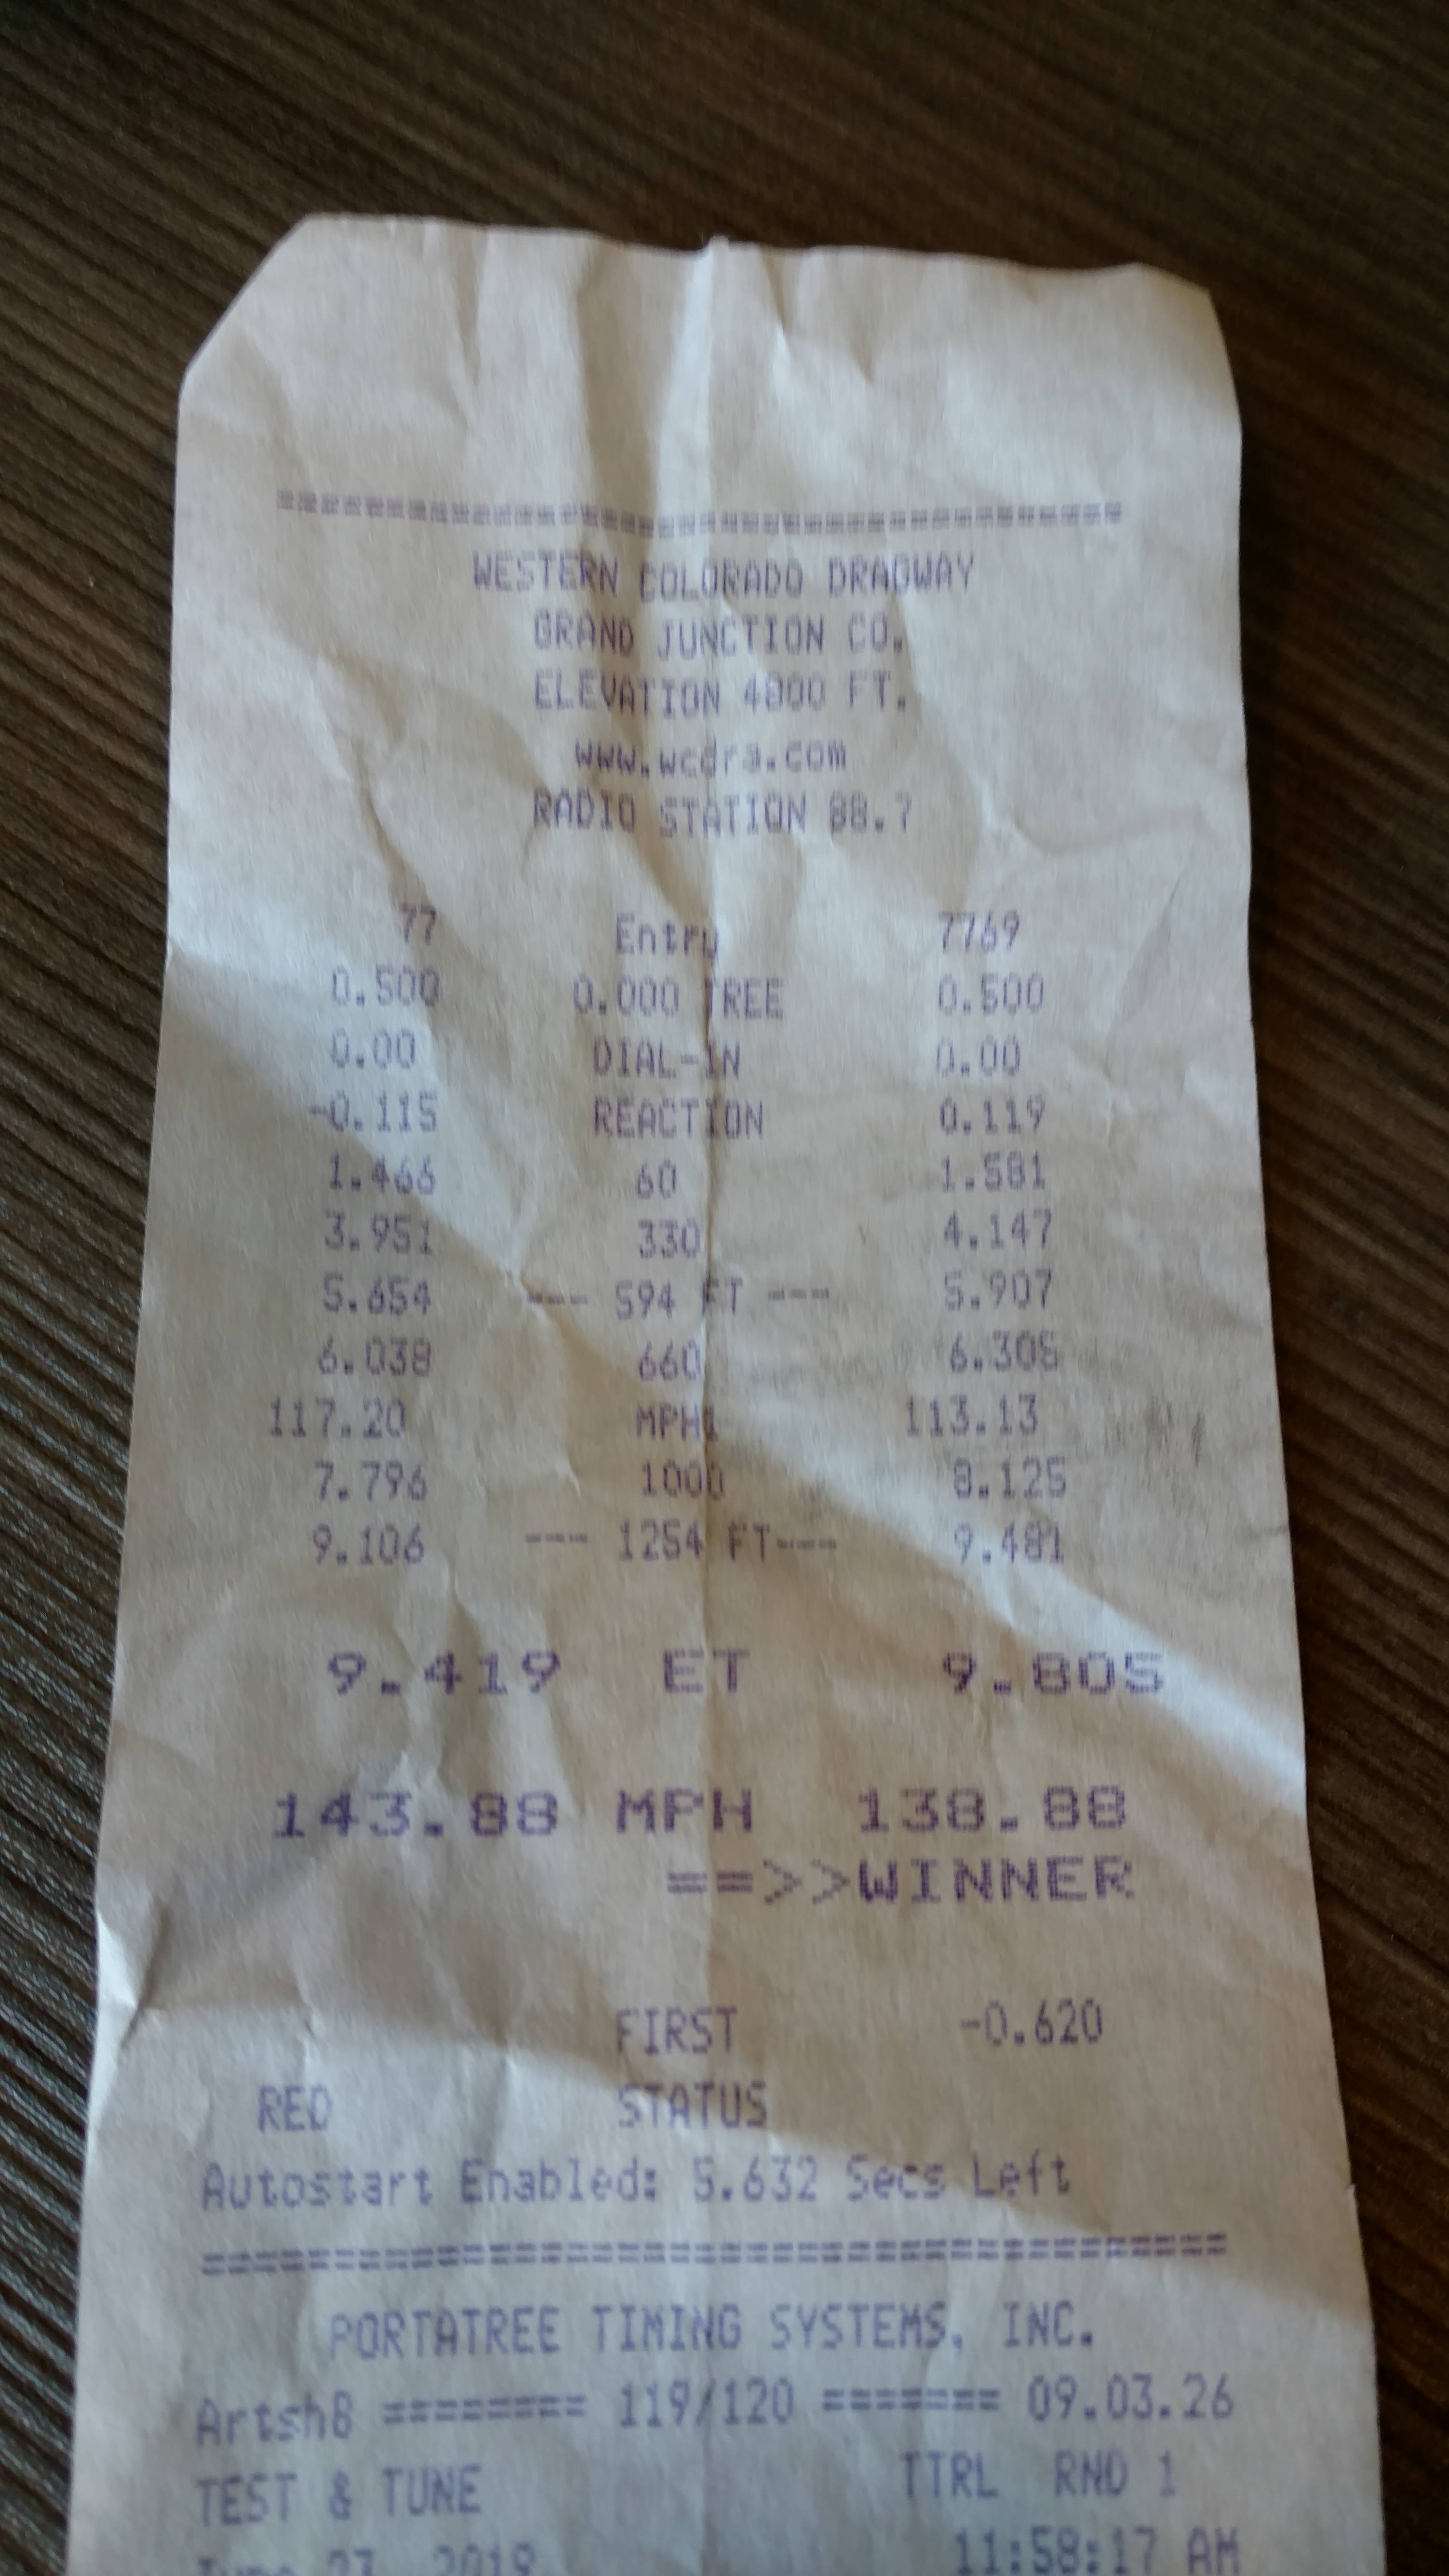 ===================================
WESTERN COLORADO DRAGWAY
GRAND JUNCTION CO.
ELEVATION 4800 FT.
www.wcdra.com
RADIO STATION 88.7
77 Entry 7769
0.500 0.000 TREE 0.500
0.00 DIAL-IN 0.00
-0.115 REACTION 0.119
1.466 60 1.581
3.951 330 4.147
5.654 --- 594 FT --- 5.907
6.038 660 6.305
117.20 MPH1 113.13
7.796 1000 8.125
9.106 --- 1254 FT--- 9.481
9.419 ET 9.805
143.88 MPH 138.88
==>>WINNER
FIRST -0.620
RED STATUS
Autostart Enabled: 5.632 Secs Left
=======================================
PORTATREE TIMING SYSTEMS, INC.
Artsh8 ======== 119/120 ======= 09.03.26
TEST & TUNE TTRL RND 1
June 23, 2019 11:58:17 AM